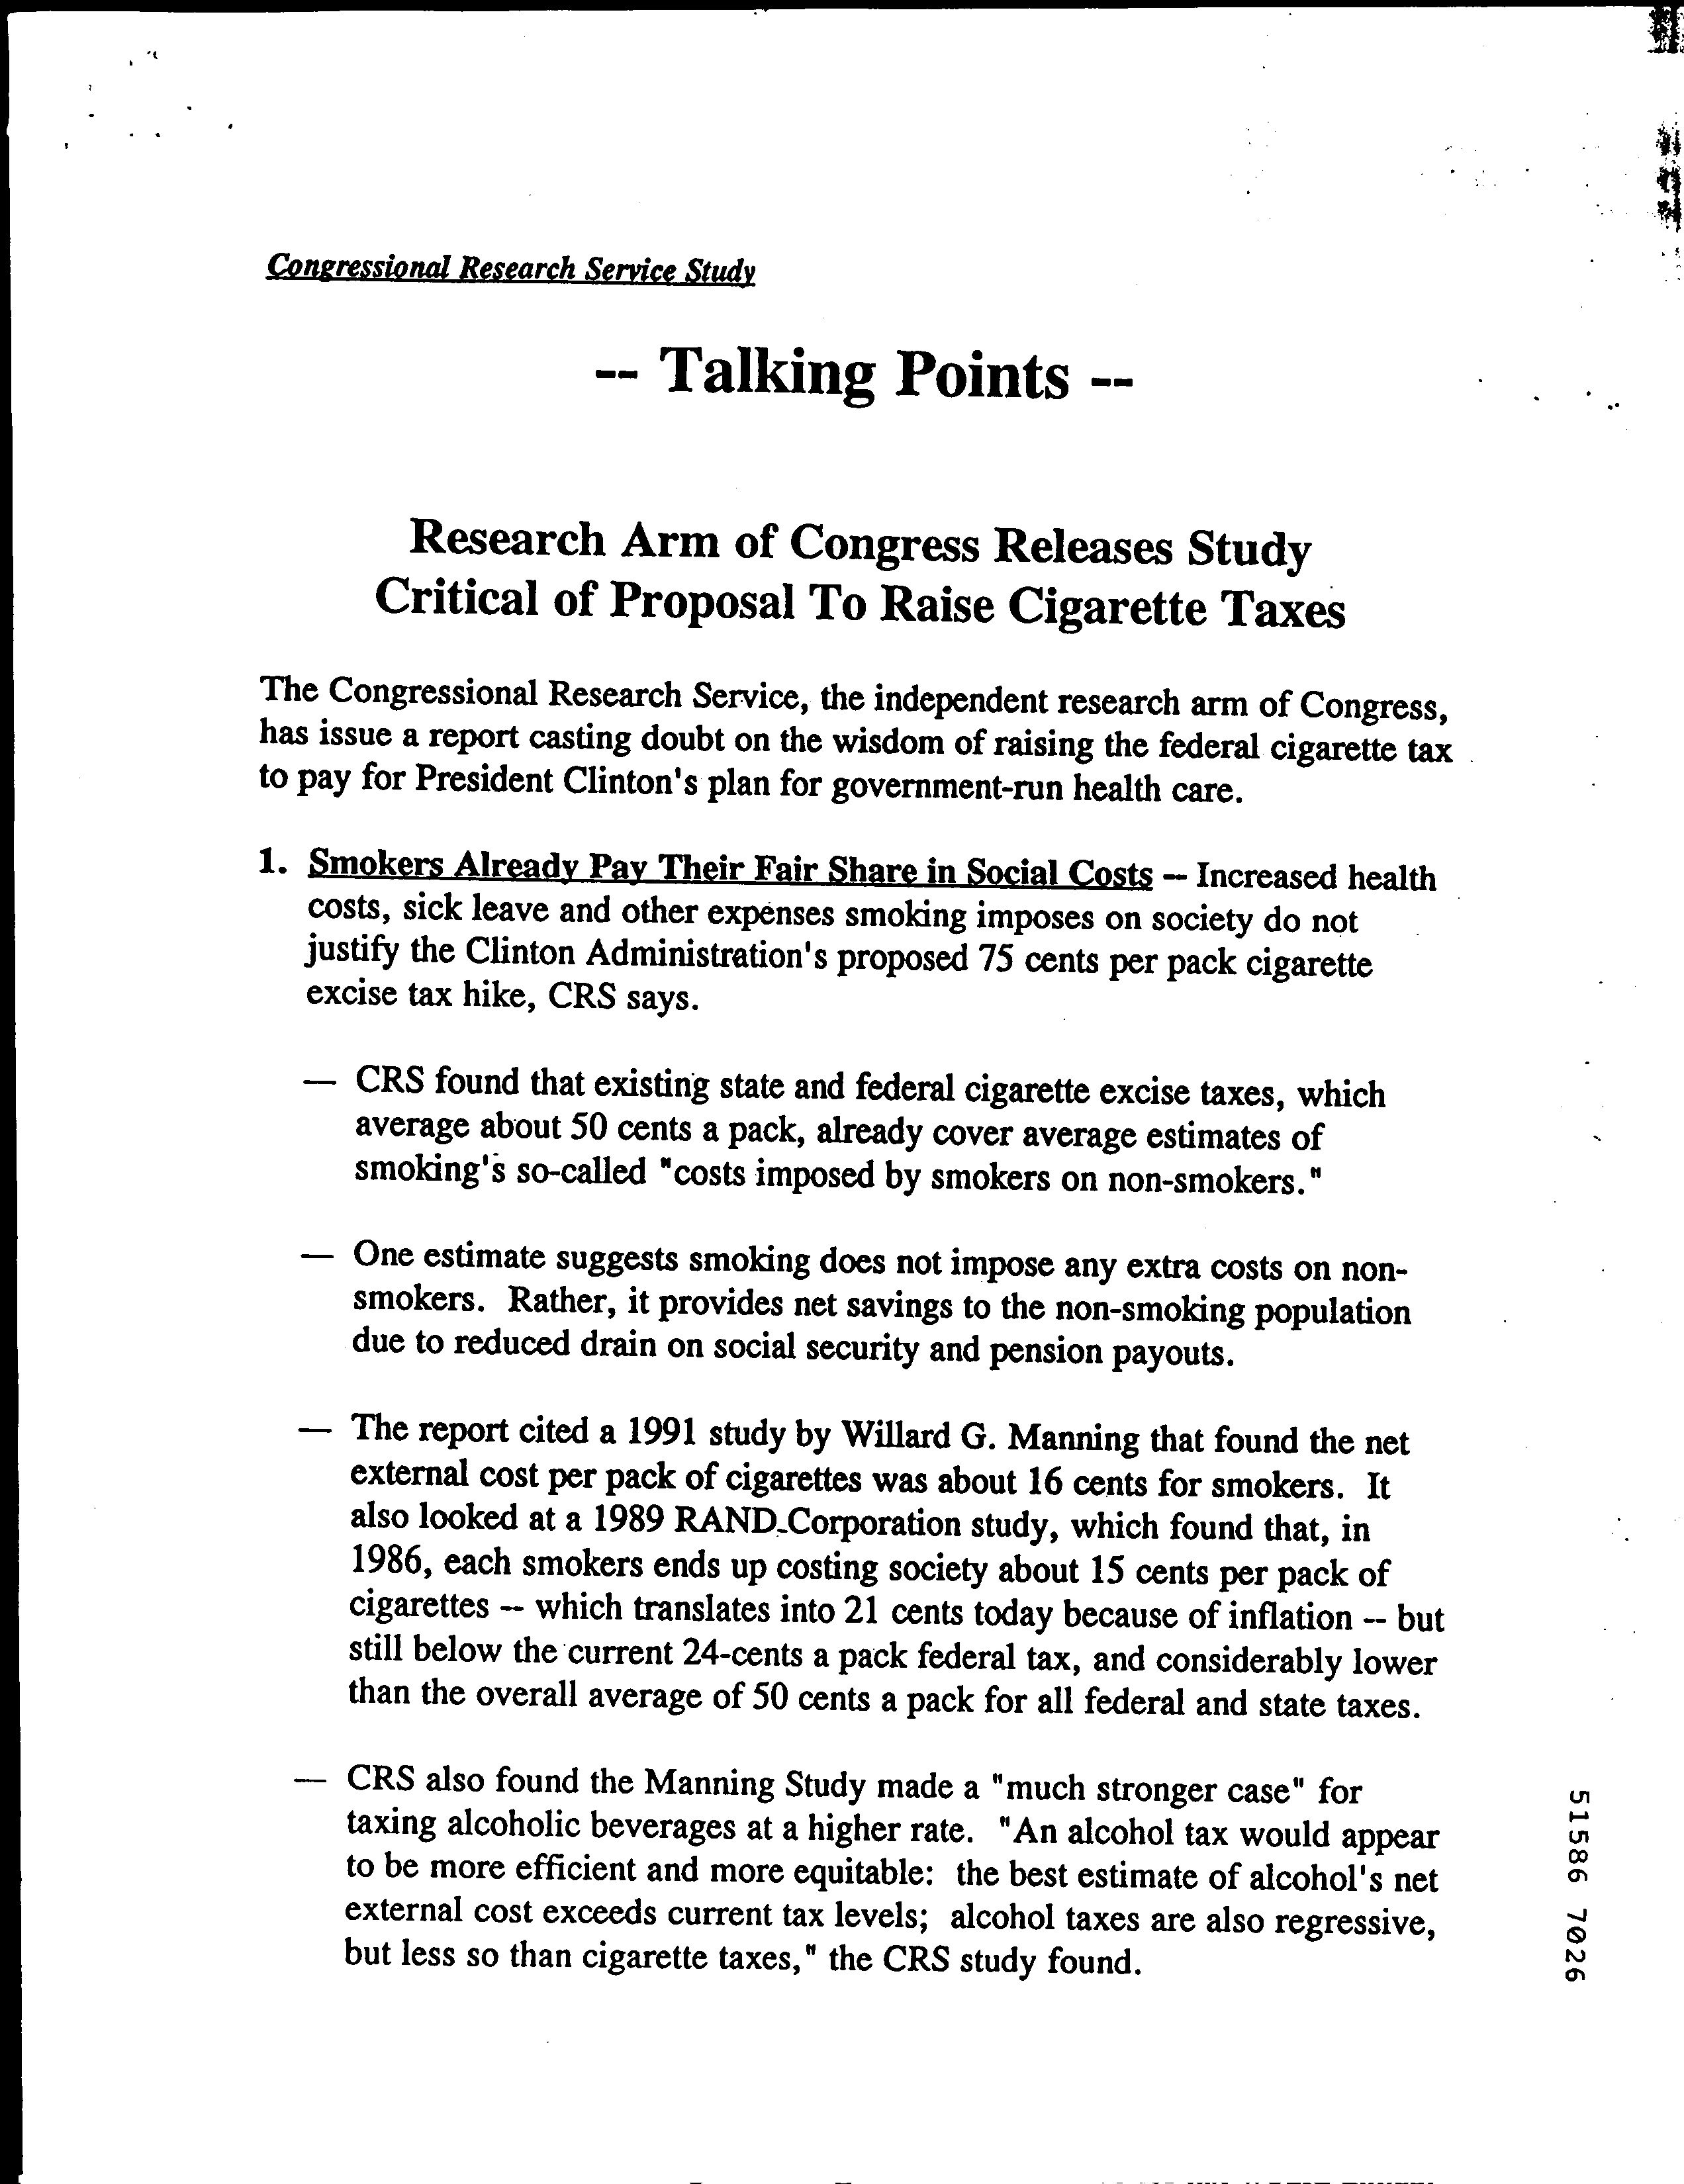 Congressional Research Service Study
-- Talking Points --
Research Arm of Congress Releases Study
Critical of Proposal To Raise Cigarette Taxes
The Congressional Research Service, the independent research arm of Congress,
has issue a report casting doubt on the wisdom of raising the federal cigarette tax
to pay for President Clinton's plan for government-run health care.
1. Smokers Already Pay Their Fair Share in Social Costs -- Increased health
costs, sick leave and other expenses smoking imposes on society do not
justify the Clinton Administration's proposed 75 cents per pack cigarette
excise tax hike, CRS says.
— CRS found that existing state and federal cigarette excise taxes, which
average about 50 cents a pack, already cover average estimates of
smoking's so-called "costs imposed by smokers on non-smokers."
— One estimate suggests smoking does not impose any extra costs on non-
smokers. Rather, it provides net savings to the non-smoking population
due to reduced drain on social security and pension payouts.
— The report cited a 1991 study by Willard G. Manning that found the net
external cost per pack of cigarettes was about 16 cents for smokers. It
also looked at a 1989 RAND Corporation study, which found that, in
1986, each smokers ends up costing society about 15 cents per pack of
cigarettes -- which translates into 21 cents today because of inflation -- but
still below the current 24-cents a pack federal tax, and considerably lower
than the overall average of 50 cents a pack for all federal and state taxes.
— CRS also found the Manning Study made a "much stronger case" for
taxing alcoholic beverages at a higher rate. "An alcohol tax would appear
to be more efficient and more equitable: the best estimate of alcohol's net
external cost exceeds current tax levels; alcohol taxes are also regressive,
but less so than cigarette taxes," the CRS study found.
51586 7026